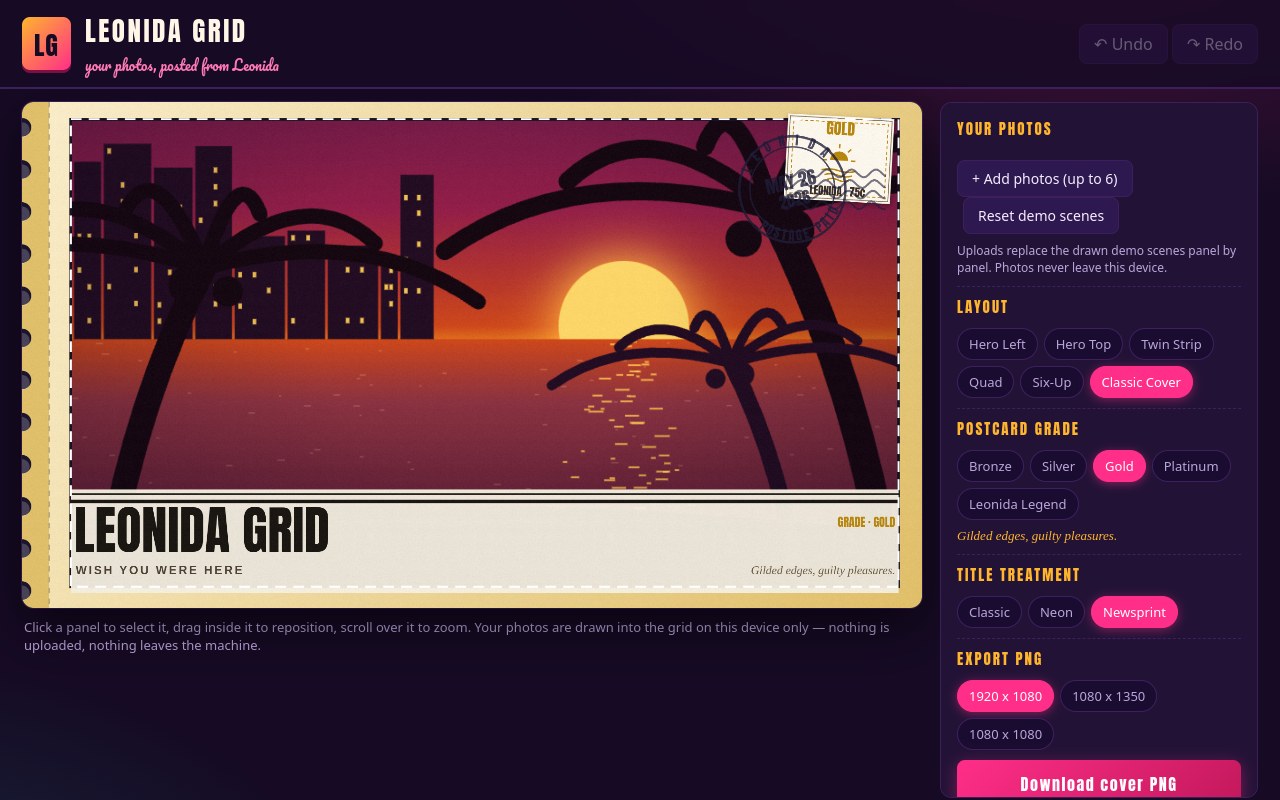 LG
LEONIDA GRID
your photos, posted from Leonida
↶ Undo
↷ Redo
GOLD
LEONIDA
MAY 26
2026
LEONIDA · 75¢
POSTAGE PAID
LEONIDA GRID
GRADE · GOLD
WISH YOU WERE HERE
Gilded edges, guilty pleasures.
Click a panel to select it, drag inside it to reposition, scroll over it to zoom. Your photos are drawn into the grid on this device only — nothing is
uploaded, nothing leaves the machine.
YOUR PHOTOS
+ Add photos (up to 6)
Reset demo scenes
Uploads replace the drawn demo scenes panel by
panel. Photos never leave this device.
LAYOUT
Hero Left
Hero Top
Twin Strip
Quad
Six-Up
Classic Cover
POSTCARD GRADE
Bronze
Silver
Gold
Platinum
Leonida Legend
Gilded edges, guilty pleasures.
TITLE TREATMENT
Classic
Neon
Newsprint
EXPORT PNG
1920 x 1080
1080 x 1350
1080 x 1080
Download cover PNG